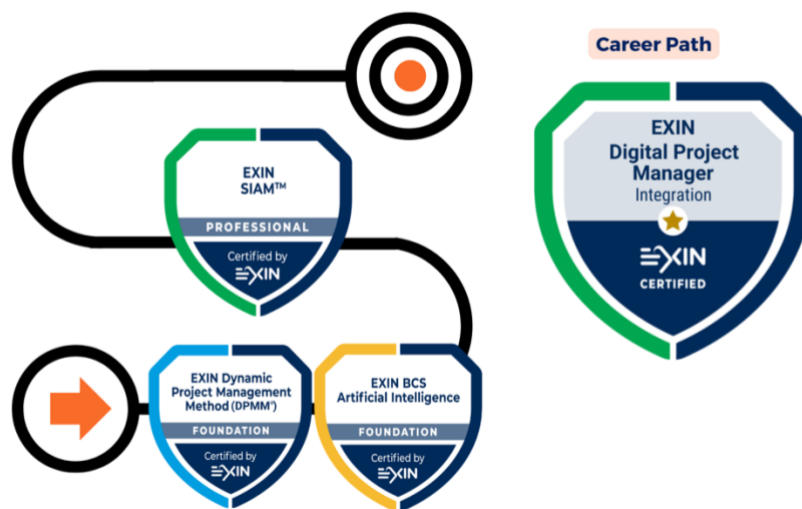 Career Path
EXIN
SIAM™
PROFESSIONAL
Certified by
EXIN
EXIN
Digital Project
Manager
Integration
EXIN
CERTIFIED
EXIN Dynamic
Project Management
Method (DPMM®)
FOUNDATION
Certified by
EXIN
EXIN BCS
Artificial Intelligence
FOUNDATION
Certified by
EXIN